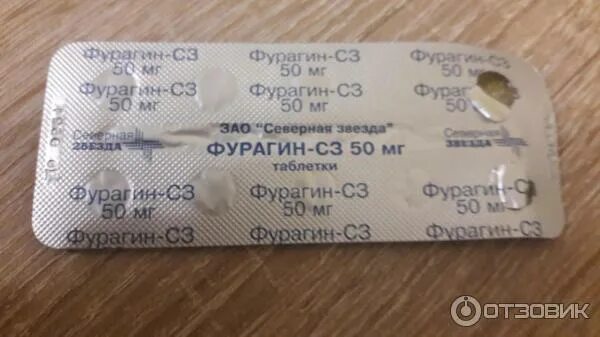 Фурагин-СЗ Фурагин-СЗ Фурагин-СЗ
50 мг 50 мг 50 мг
Фурагин-СЗ Фурагин-СЗ
50 мг 50 мг
ЗАО "Северная звезда"
Северная ЗВЕЗДА
ФУРАГИН-СЗ 50 мг
таблетки
Северная ЗВЕЗДА
Фурагин-СЗ Фурагин-СЗ Фурагин-СЗ
50 мг 50 мг 50 мг
Фурагин-СЗ Фурагин-СЗ Фурагин-СЗ
ОТЗОВИК